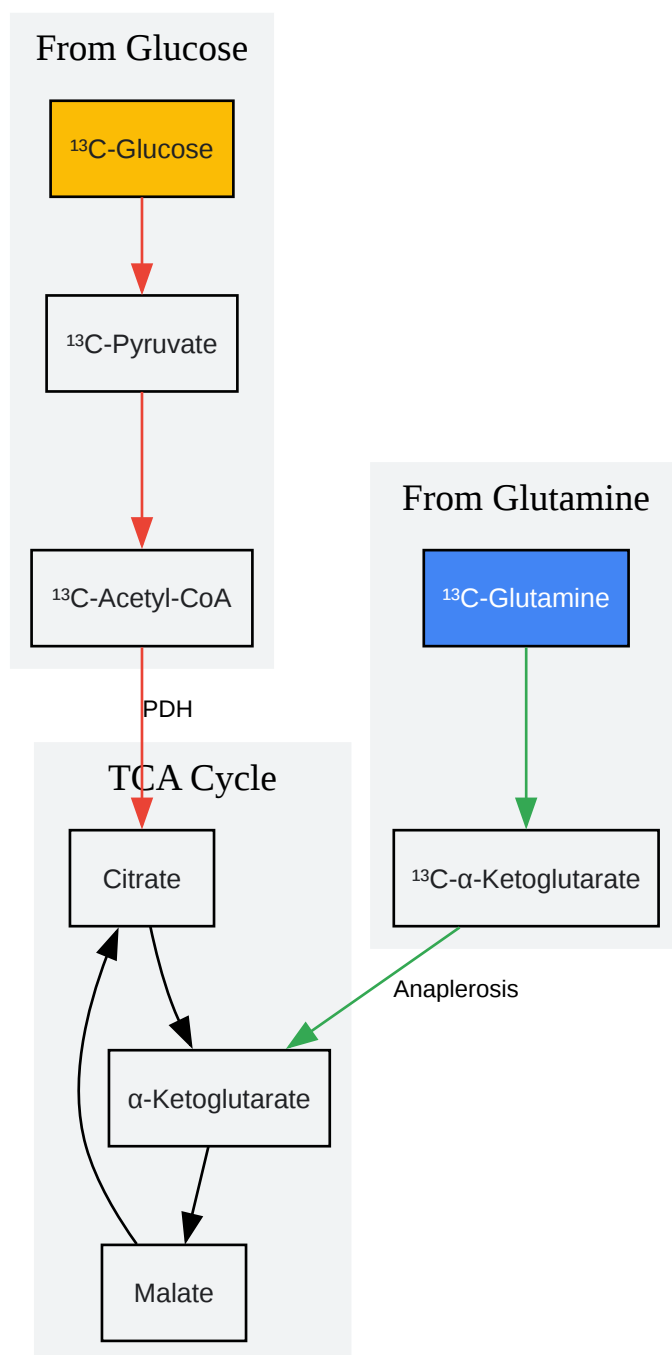 From Glucose
¹³C-Glucose
¹³C-Pyruvate
¹³C-Acetyl-CoA
PDH
From Glutamine
¹³C-Glutamine
¹³C-α-Ketoglutarate
Anaplerosis
TCA Cycle
Citrate
α-Ketoglutarate
Malate